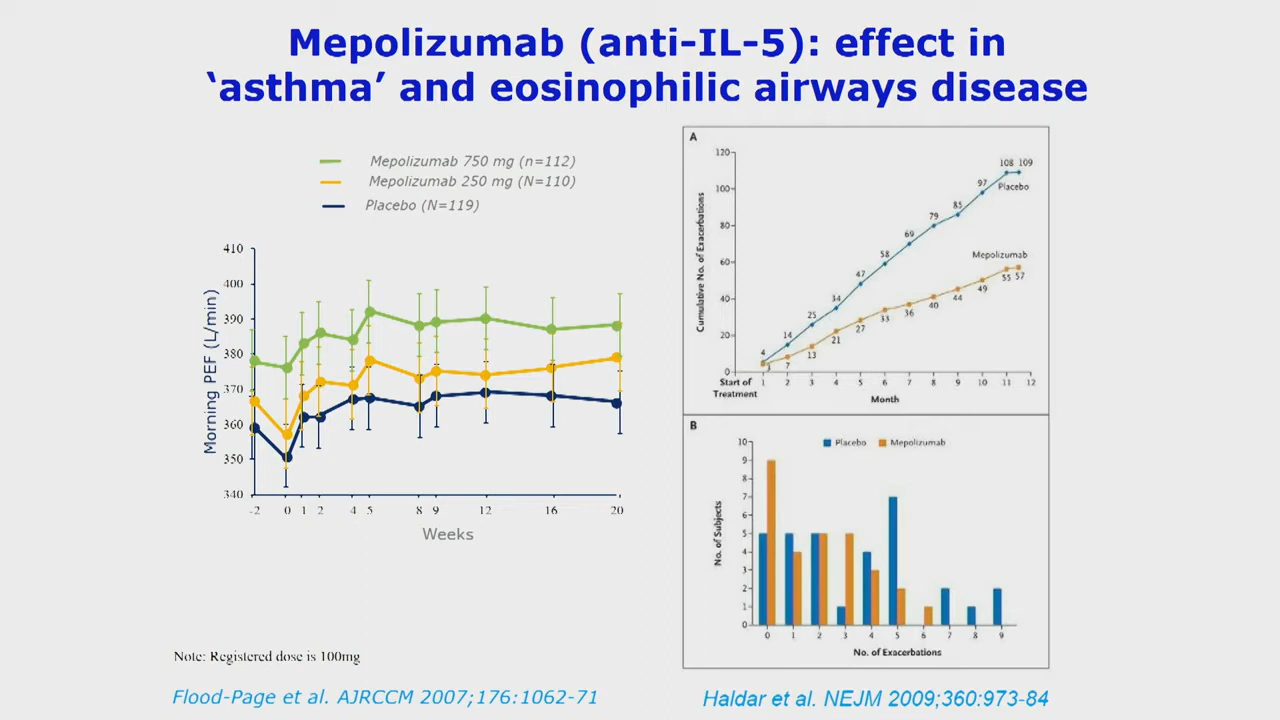 Mepolizumab (anti-IL-5): effect in
‘asthma’ and eosinophilic airways disease
Mepolizumab 750 mg (n=112)
Mepolizumab 250 mg (N=110)
Placebo (N=119)
410
400
390
380
370
360
350
340
Morning PEF (L/min)
-2 0 1 2 4 5 8 9 12 16 20
Weeks
Note: Registered dose is 100mg
Flood-Page et al. AJRCCM 2007;176:1062-71
A
120
100
80
60
40
20
0
Cumulative No. of Exacerbations
4 14 25 34 47 58 69 79 85 97 108 109
Placebo
Mepolizumab
3 7 13 21 27 33 36 40 44 49 55 57
Start of
Treatment
1 2 3 4 5 6 7 8 9 10 11 12
Month
B
Placebo Mepolizumab
10
9
8
7
6
5
4
3
2
1
0
No. of Subjects
0 1 2 3 4 5 6 7 8 9
No. of Exacerbations
Haldar et al. NEJM 2009;360:973-84